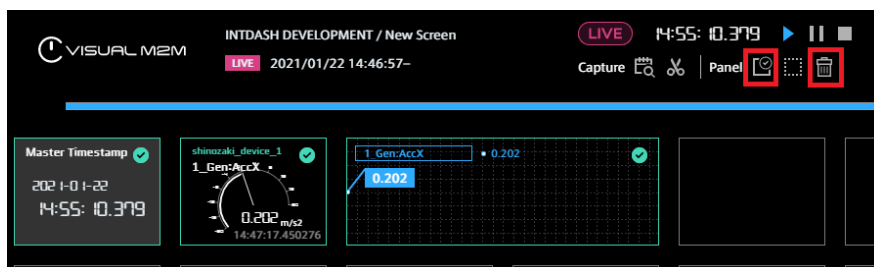 VISUAL M2M
INTDASH DEVELOPMENT / New Screen
LIVE 2021/01/22 14:46:57–
LIVE 14:55:10.379
Capture Panel
Master Timestamp
2021-01-22
14:55:10.379
shinozaki_device_1
1_Gen:AccX
0.202 m/s2
14:47:17.450276
1_Gen:AccX 0.202
0.202